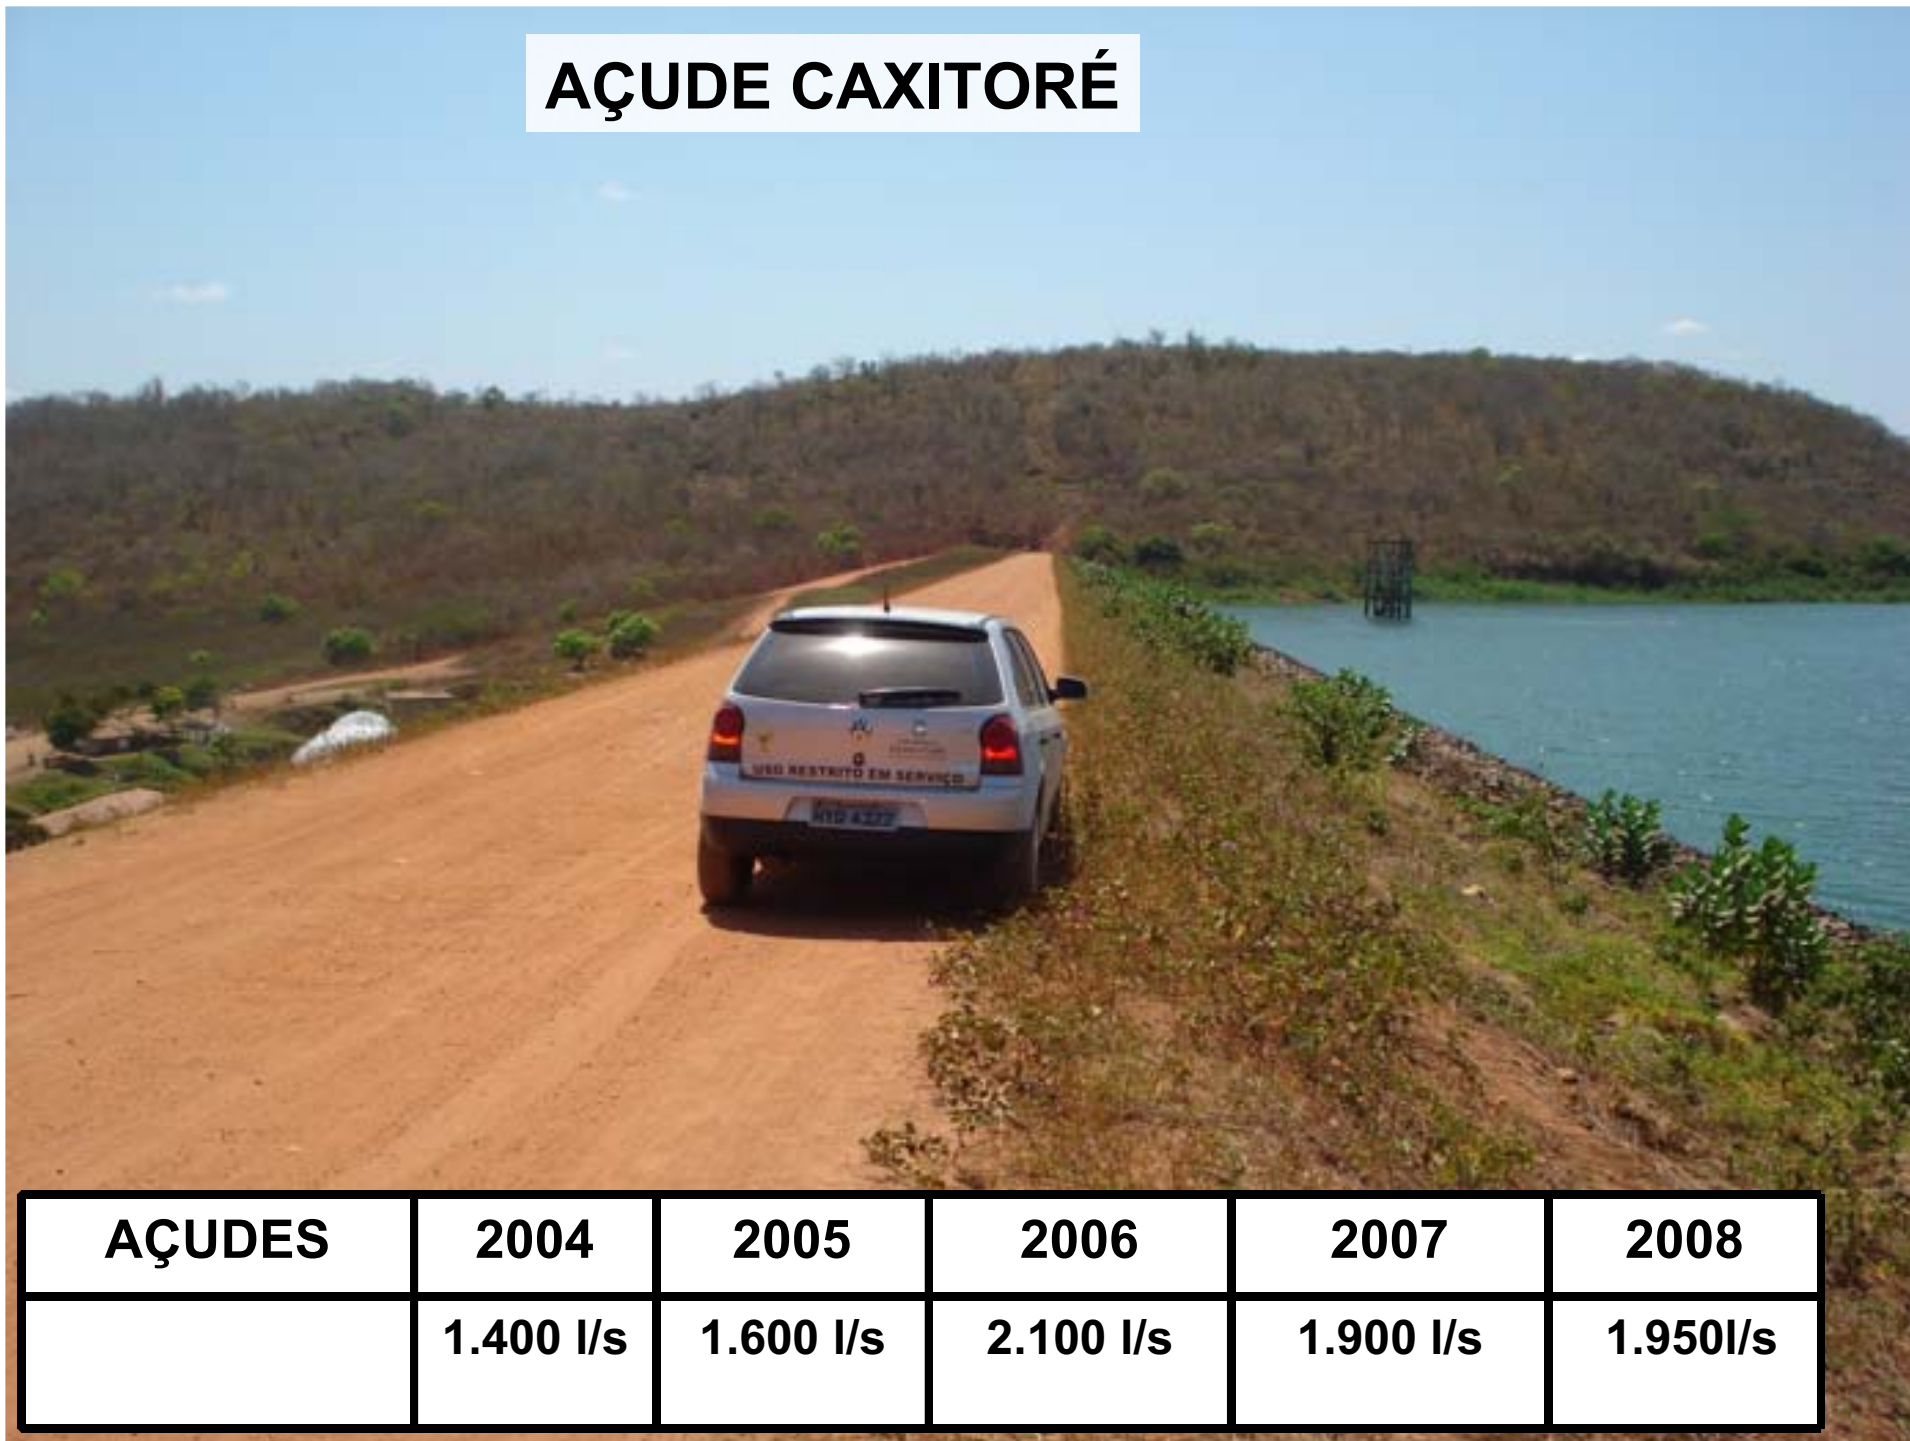 AÇUDE CAXITORÉ
USO RESTRITO EM SERVIÇO
AÇUDES 2004 2005 2006 2007 2008
1.400 l/s 1.600 l/s 2.100 l/s 1.900 l/s 1.950l/s